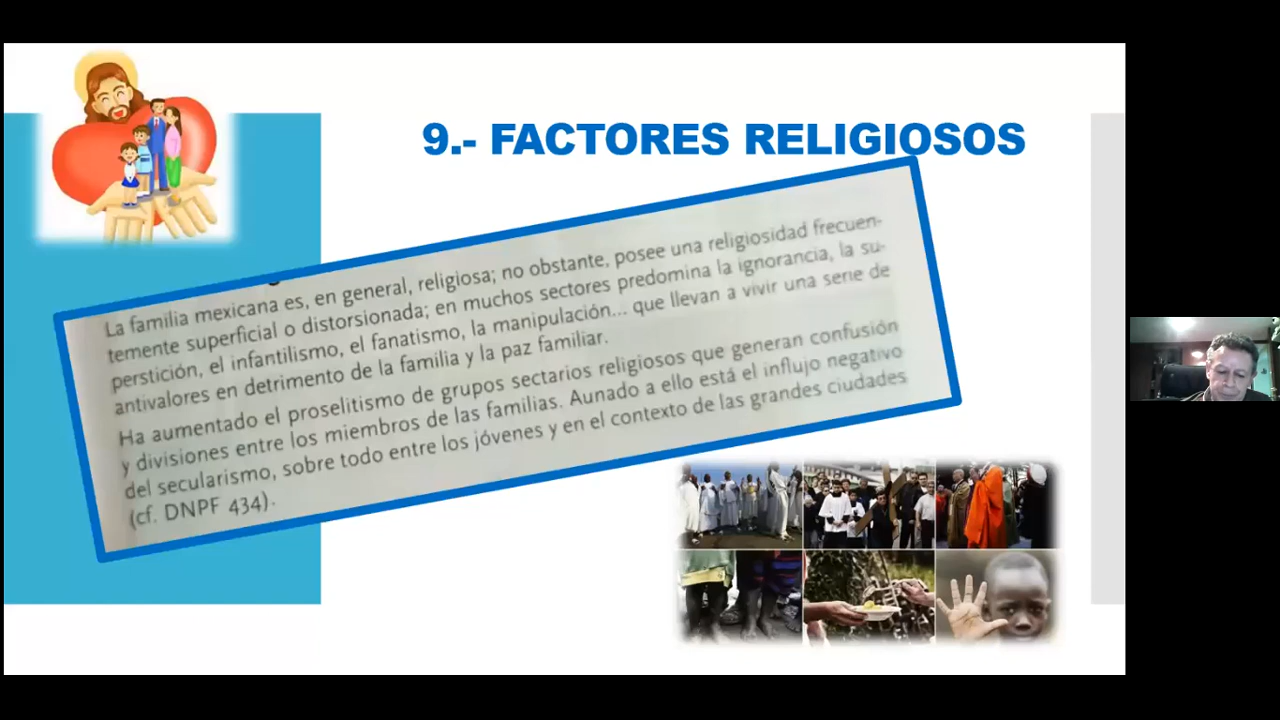 9.- FACTORES RELIGIOSOS
La familia mexicana es, en general, religiosa; no obstante, posee una religiosidad frecuen-
temente superficial o distorsionada; en muchos sectores predomina la ignorancia, la su-
perstición, el infantilismo, el fanatismo, la manipulación... que llevan a vivir una serie de
antivalores en detrimento de la familia y la paz familiar.
Ha aumentado el proselitismo de grupos sectarios religiosos que generan confusión
y divisiones entre los miembros de las familias. Aunado a ello está el influjo negativo
del secularismo, sobre todo entre los jóvenes y en el contexto de las grandes ciudades
(cf. DNPF 434).